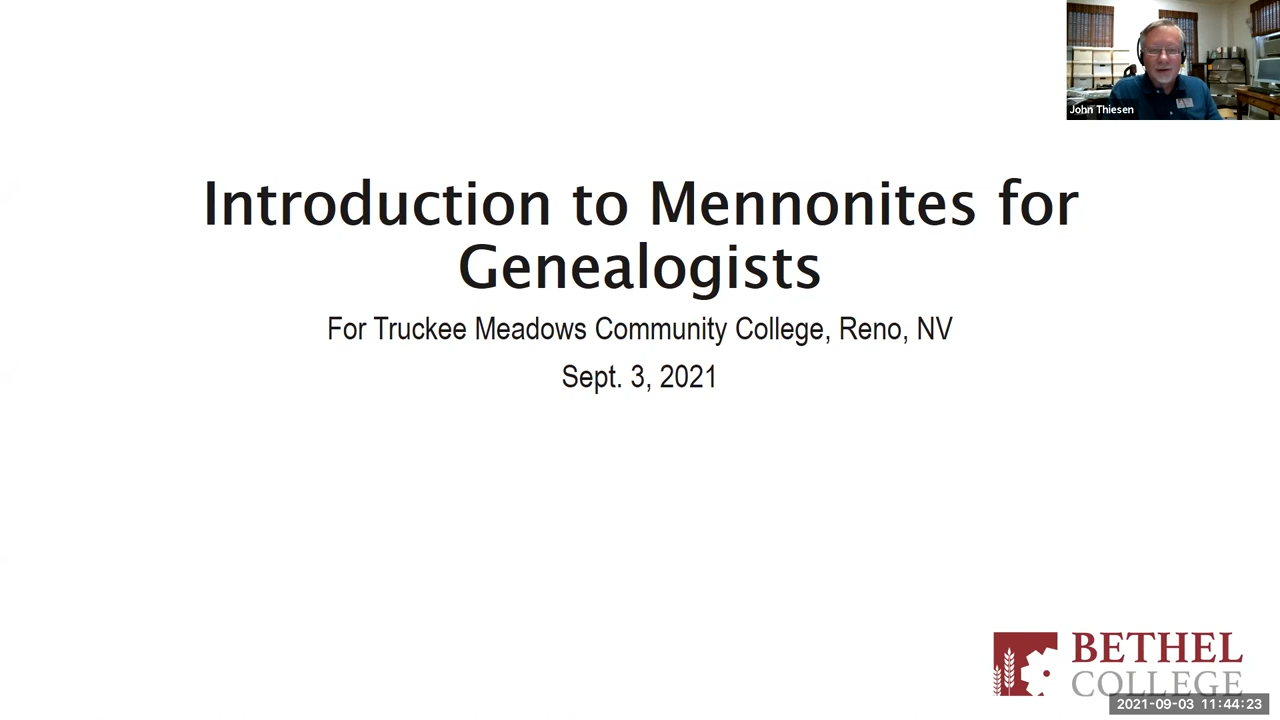 John Thiesen
Introduction to Mennonites for
Genealogists
For Truckee Meadows Community College, Reno, NV
Sept. 3, 2021
BETHEL
COLLEGE
2021-09-03 11:44:23